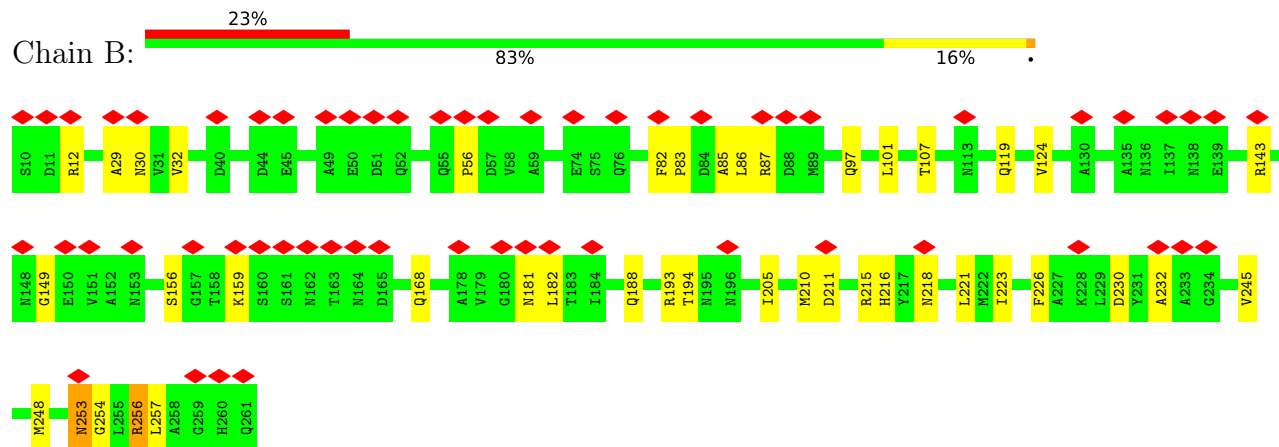 23%
Chain B:
83% 16% •
S10 D11 R12 A29 N30 V31 V32 D40 D44 E45 A49 E50 D51 Q52 Q55 P56 D57 V58 A59 E74 S75 Q76 F82 P83 D84 A85 L86 R87 D88 M89 Q97 L101 T107 N113 Q119 V124 A130 A135 N136 I137 N138 E139 R143
N148 G149 E150 V151 A152 N153 S156 G157 T158 K159 S160 S161 N162 T163 N164 D165 Q168 A178 V179 G180 N181 L182 T183 I184 Q188 R193 T194 N195 N196 I205 M210 D211 R215 H216 Y217 N218 L221 M222 I223 F226 A227 K228 L229 D230 Y231 A232 A233 G234 V245
M248 N253 G254 L255 R256 L257 A258 G259 H260 Q261